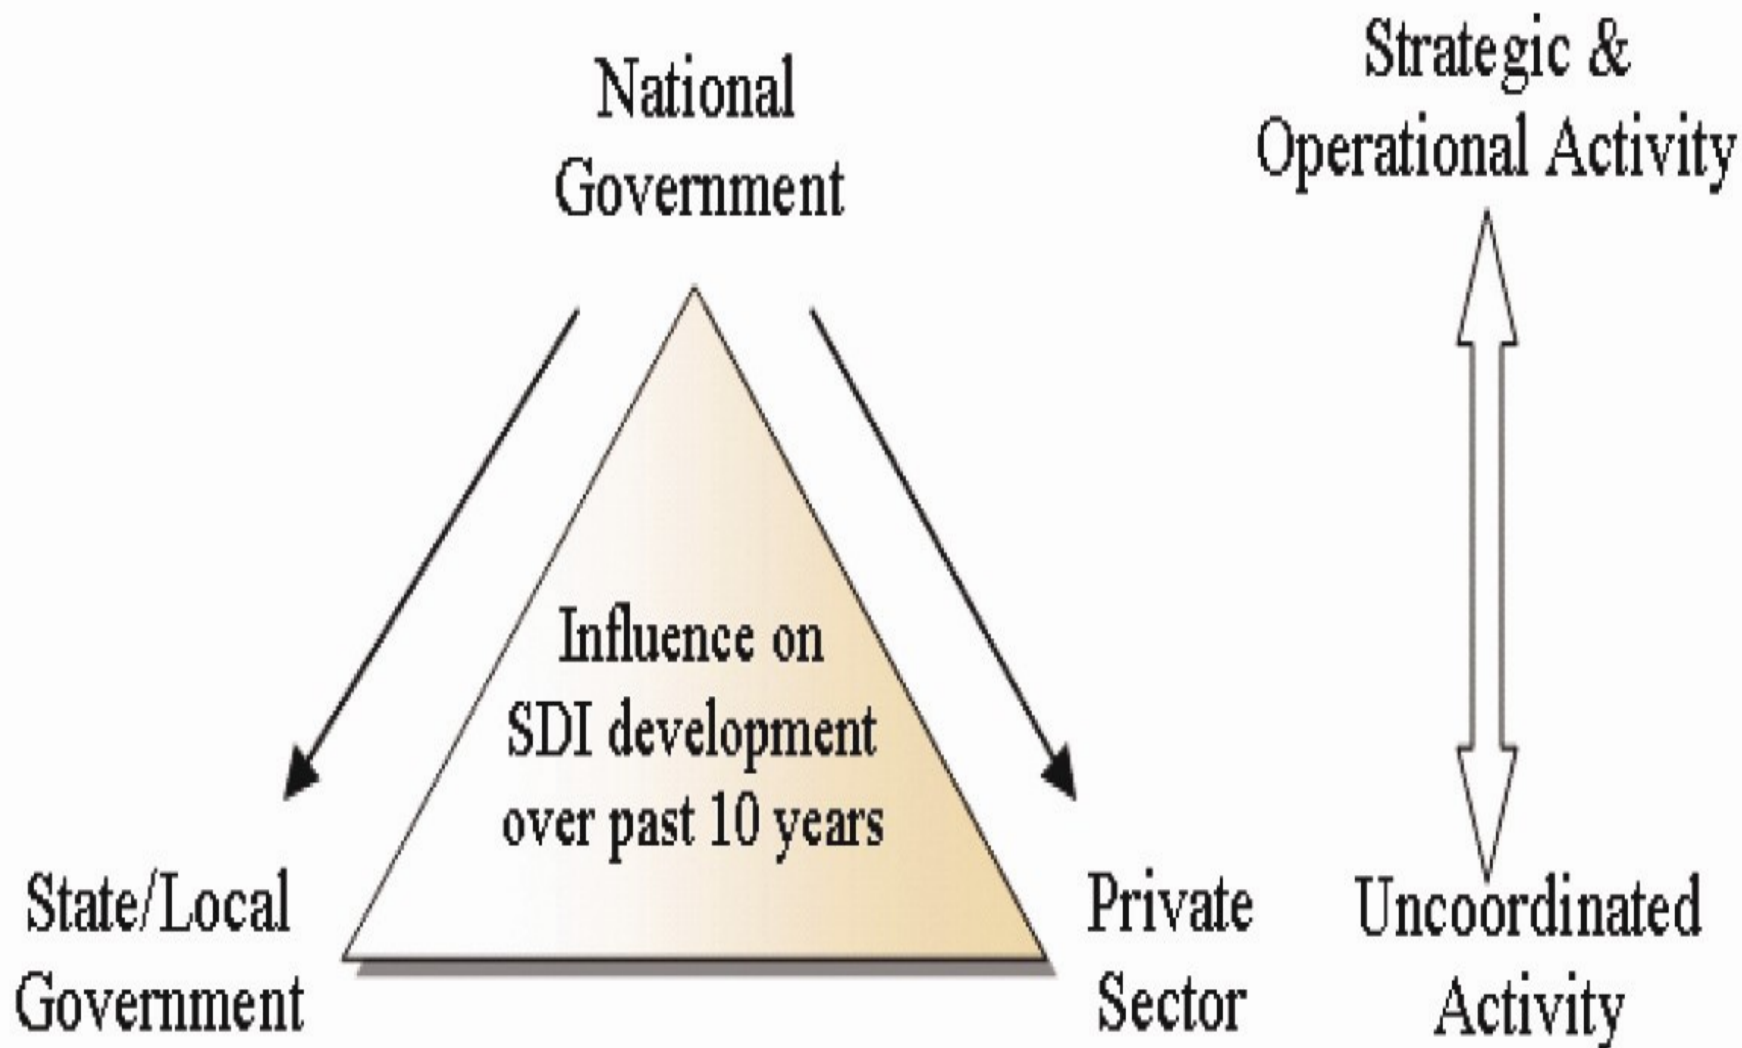 National
Government
Strategic &
Operational Activity
Influence on
SDI development
over past 10 years
State/Local
Government
Private
Sector
Uncoordinated
Activity